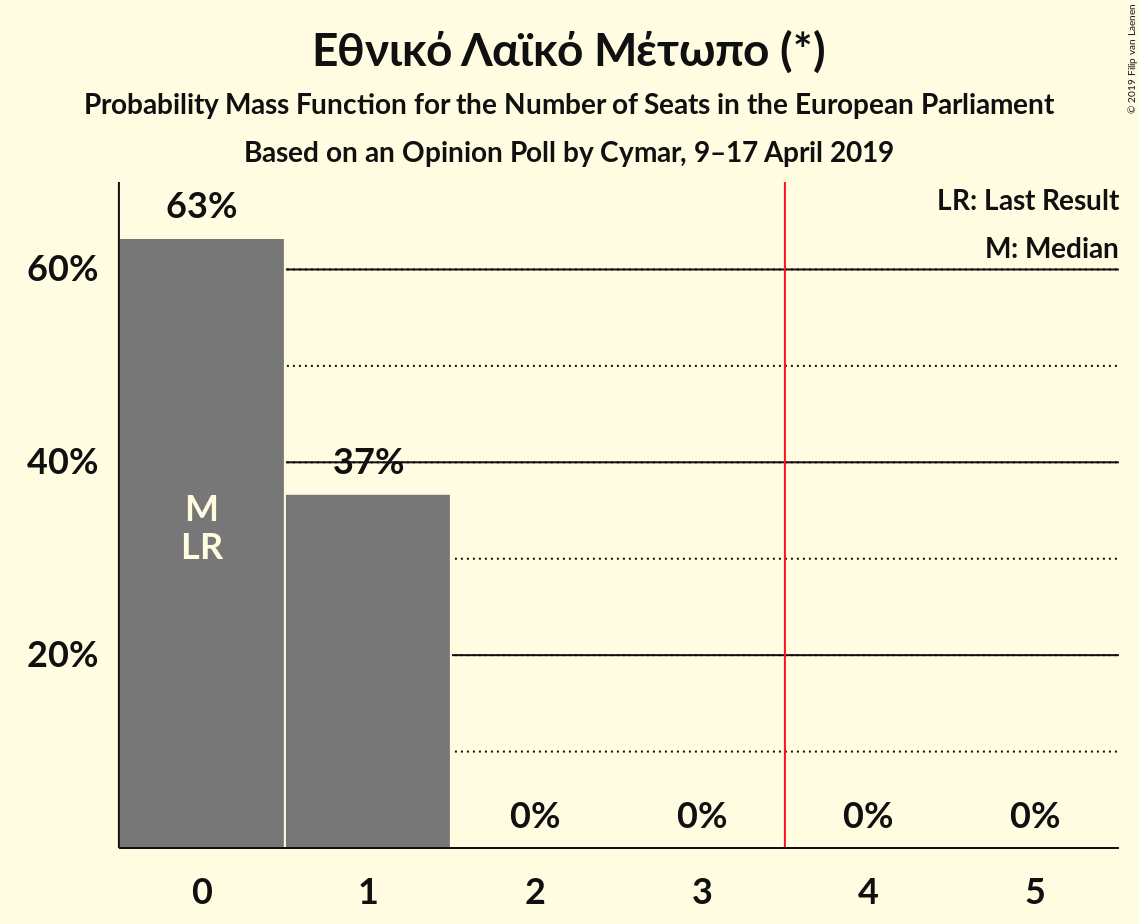 Εθνικό Λαϊκό Μέτωπο (*)
Probability Mass Function for the Number of Seats in the European Parliament
Based on an Opinion Poll by Cymar, 9–17 April 2019
© 2019 Filip van Laenen
LR: Last Result
M: Median
63%
60%
40%
37%
M
LR
20%
0% 0% 0% 0%
0 1 2 3 4 5